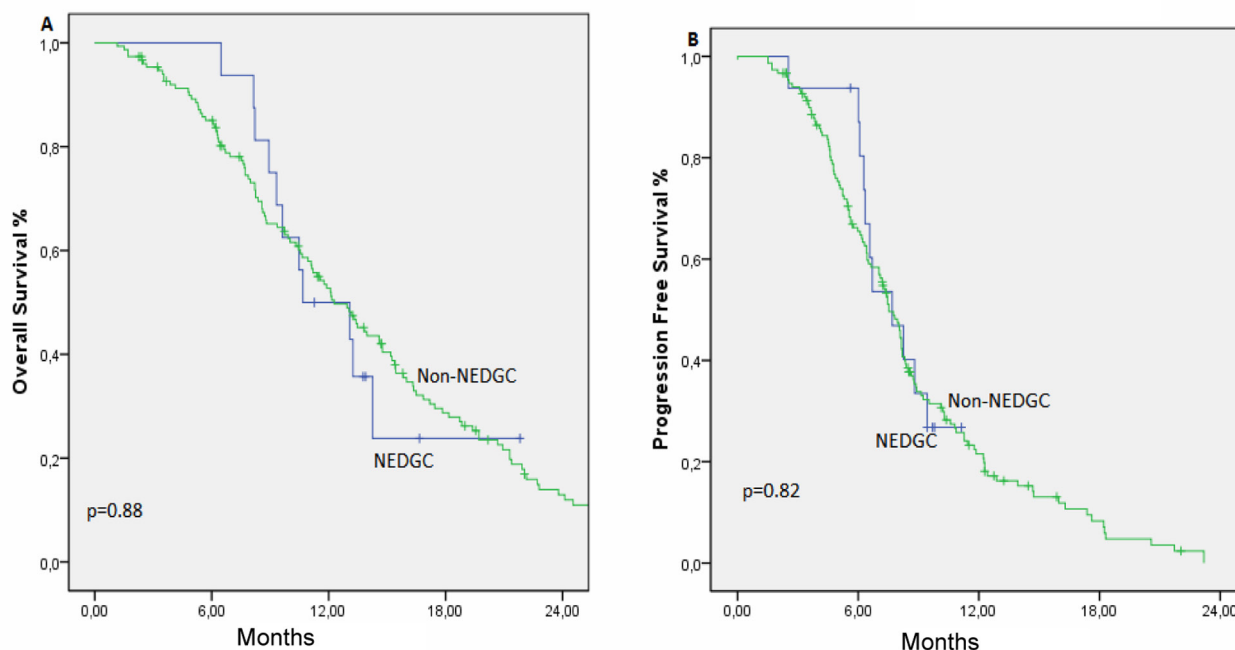 A
Overall Survival %
1,0
0,8
0,6
0,4
0,2
0,0
Non-NEDGC
NEDGC
p=0.88
0,00 6,00 12,00 18,00 24,00
Months
B
Progression Free Survival %
1,0
0,8
0,6
0,4
0,2
0,0
Non-NEDGC
NEDGC
p=0.82
0,00 6,00 12,00 18,00 24,00
Months